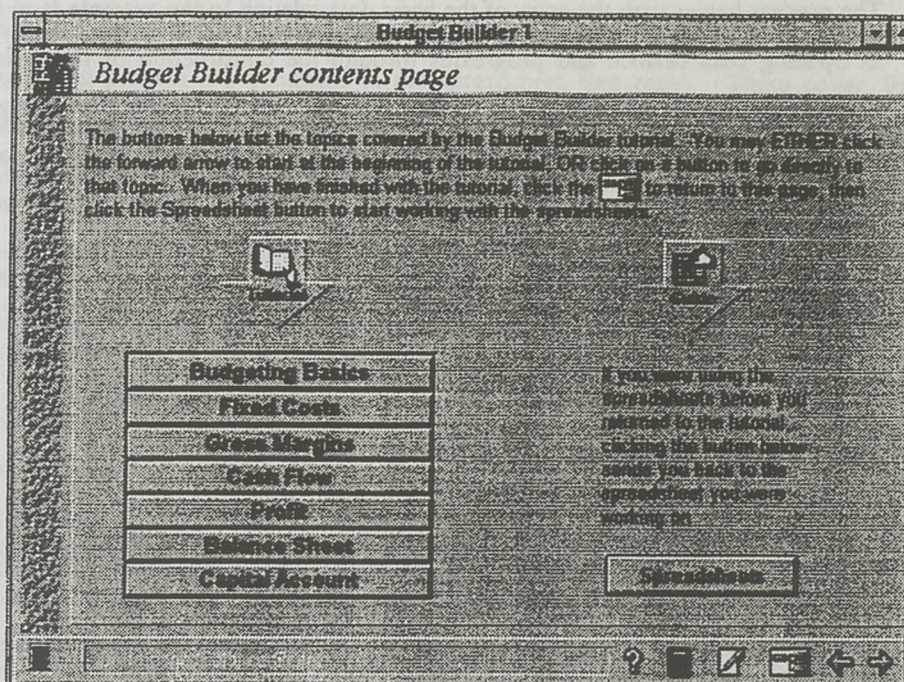 Budget Builder 1
Budget Builder contents page
The buttons below list the topics covered by the Budget Builder tutorial. You may EITHER click
the forward arrow to start at the beginning of the tutorial, OR click on a button to go directly to
that topic. When you have finished with the tutorial, click the to return to this page, then
click the Spreadsheet button to start working with the spreadsheets.
Tutorial
Budgeting Basics
Fixed Costs
Gross Margins
Cash Flow
Profit
Balance Sheet
Capital Account
If you were using the
spreadsheets before you
returned to the tutorial,
clicking the button below
sends you back to the
spreadsheet you were
working on
Spreadsheets
?